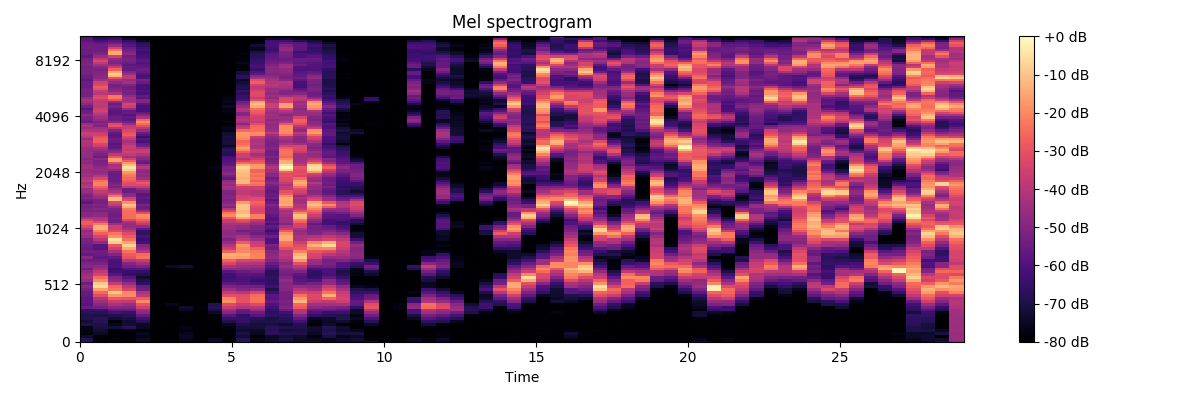 Mel spectrogram
Hz
8192
4096
2048
1024
512
0
0 5 10 15 20 25
Time
+0 dB
-10 dB
-20 dB
-30 dB
-40 dB
-50 dB
-60 dB
-70 dB
-80 dB